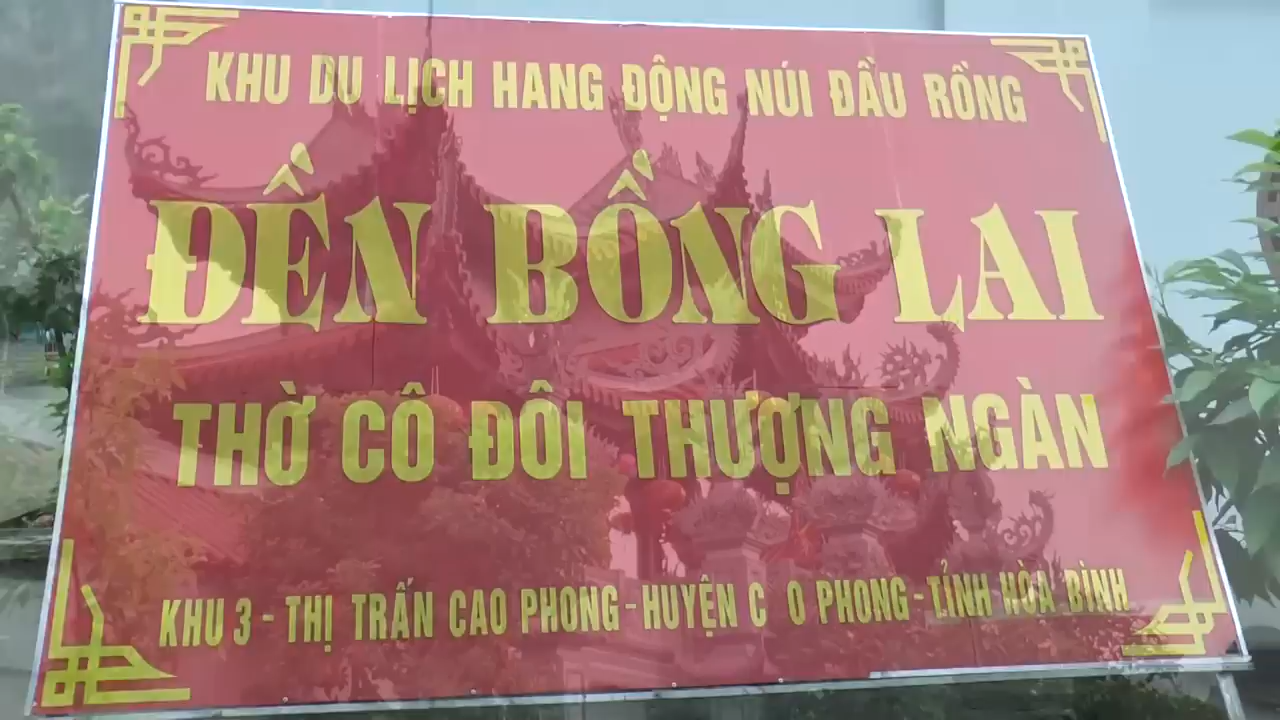 KHU DU LỊCH HANG ĐỘNG NÚI ĐẦU RỒNG
ĐỀN BỒNG LAI
THỜ CÔ ĐÔI THƯỢNG NGÀN
KHU 3 - THỊ TRẤN CAO PHONG - HUYỆN C O PHONG - TỈNH HÒA BÌNH